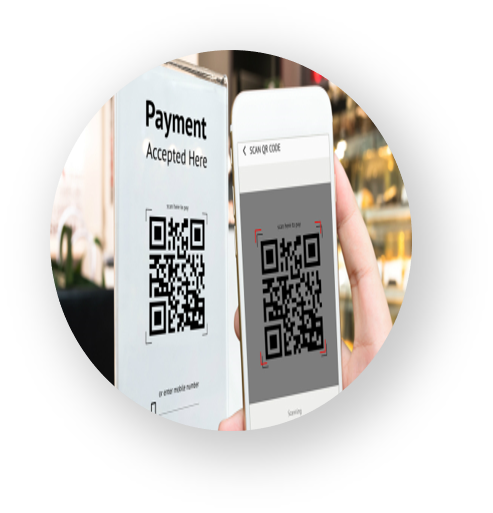 Payment
Accepted Here
scan here to pay
or enter mobile number
< SCAN QR CODE
scan here to pay
Scanning